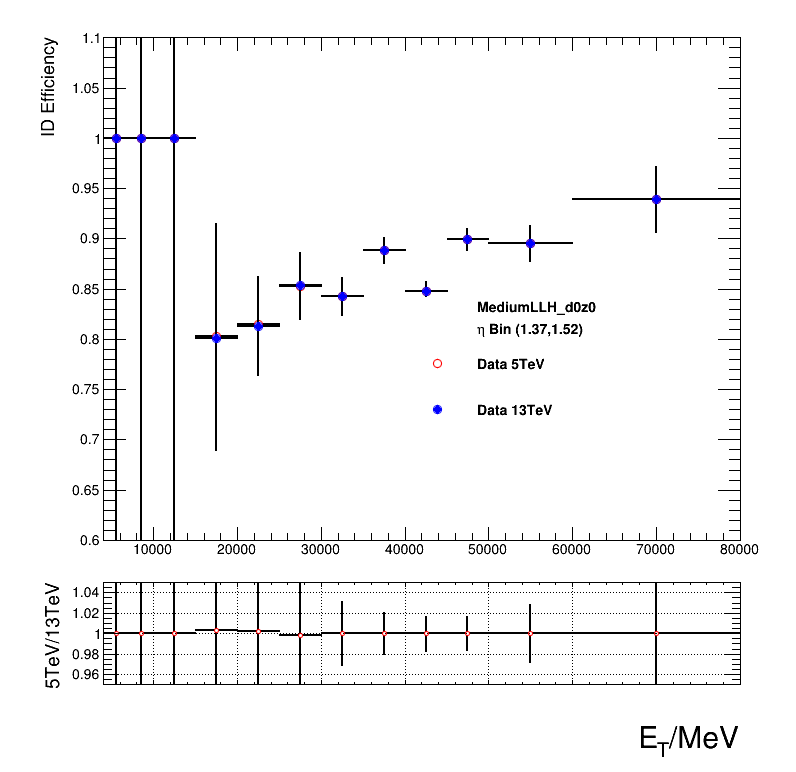 ID Efficiency
1.1
1.05
1
0.95
0.9
0.85
0.8
0.75
0.7
0.65
0.6
MediumLLH_d0z0
η Bin (1.37,1.52)
Data 5TeV
Data 13TeV
10000 20000 30000 40000 50000 60000 70000 80000
5TeV/13TeV
1.04
1.02
1
0.98
0.96
E_T/MeV